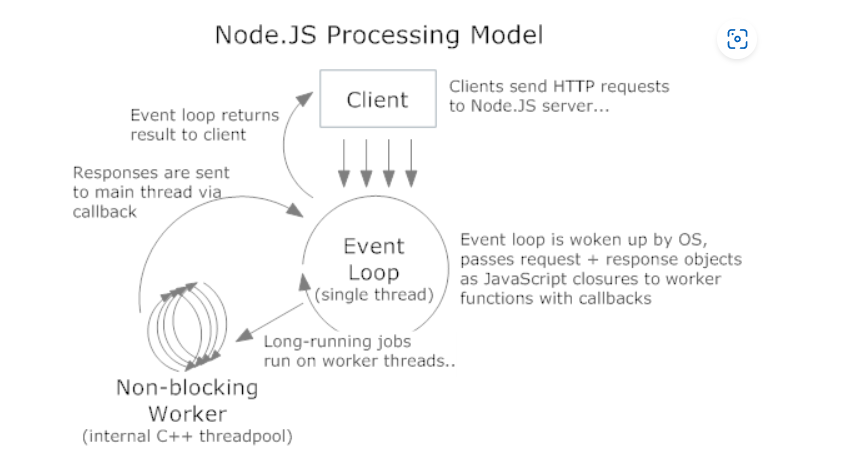 Node.JS Processing Model
Client
Clients send HTTP requests
to Node.JS server...
Event loop returns
result to client
Responses are sent
to main thread via
callback
Event
Loop
(single thread)
Event loop is woken up by OS,
passes request + response objects
as JavaScript closures to worker
functions with callbacks
Long-running jobs
run on worker threads..
Non-blocking
Worker
(internal C++ threadpool)